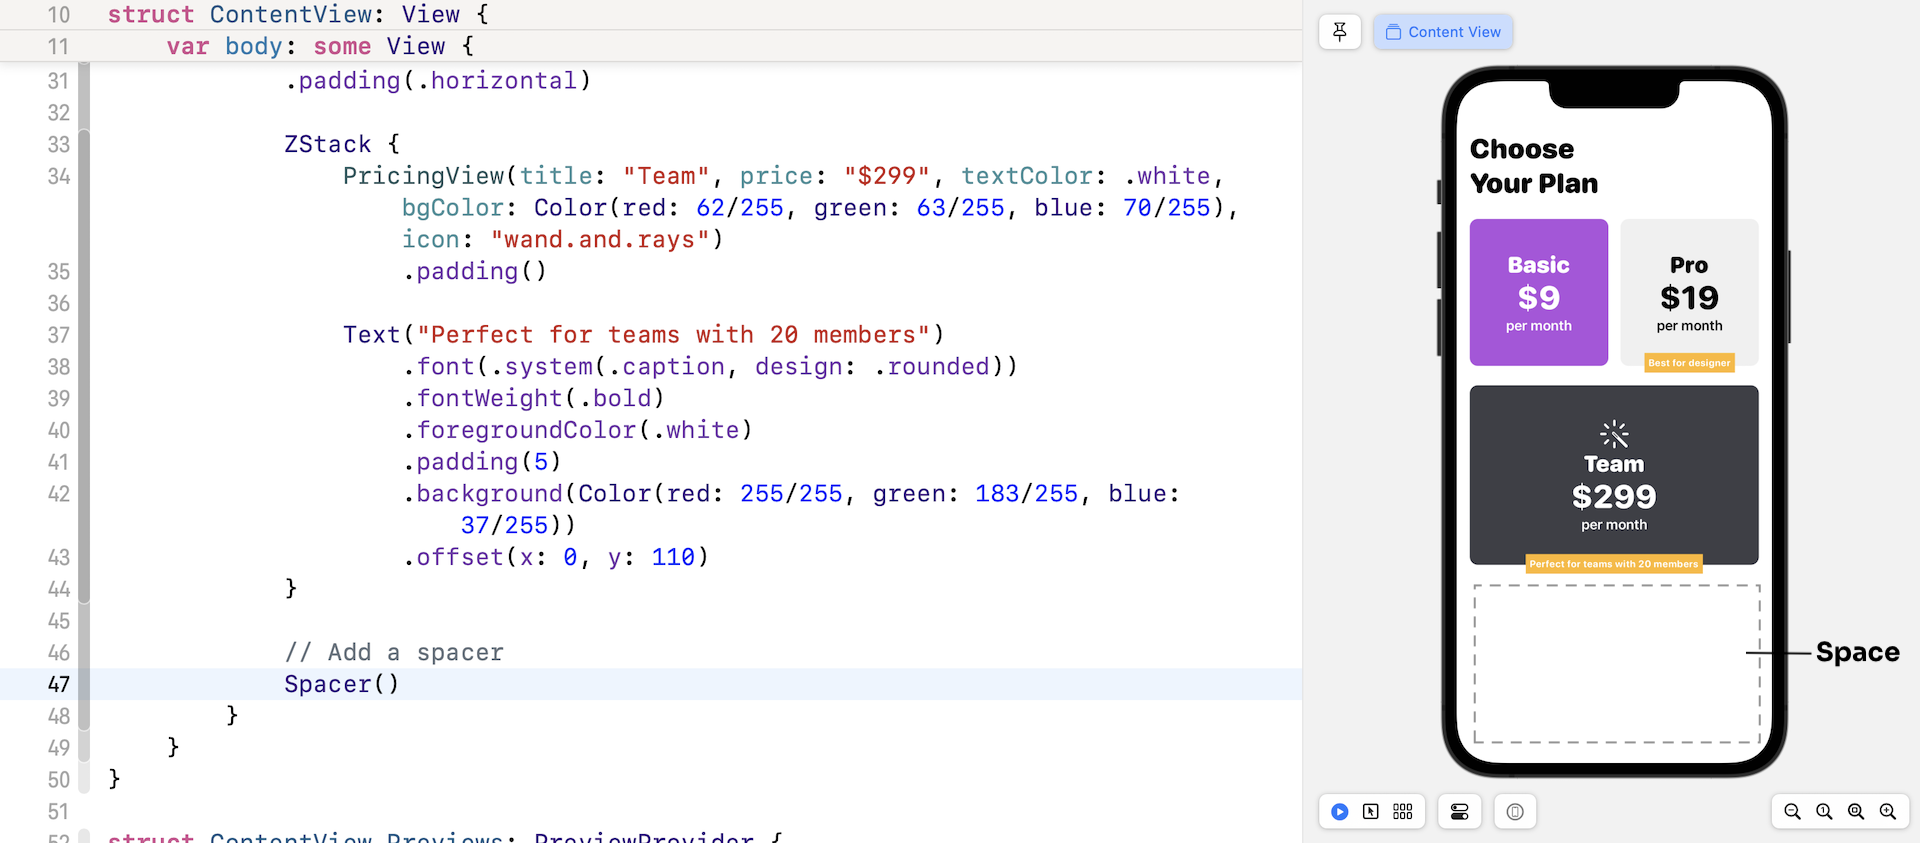 10 struct ContentView: View {
11 var body: some View {
31 .padding(.horizontal)
32
33 ZStack {
34 PricingView(title: "Team", price: "$299", textColor: .white,
bgColor: Color(red: 62/255, green: 63/255, blue: 70/255),
icon: "wand.and.rays")
35 .padding()
36
37 Text("Perfect for teams with 20 members")
38 .font(.system(.caption, design: .rounded))
39 .fontWeight(.bold)
40 .foregroundColor(.white)
41 .padding(5)
42 .background(Color(red: 255/255, green: 183/255, blue:
37/255))
43 .offset(x: 0, y: 110)
44 }
45
46 // Add a spacer
47 Spacer()
48 }
49 }
50 }
51
52 struct ContentView_Previews: PreviewProvider {
Content View
Choose
Your Plan
Basic
$9
per month
Pro
$19
per month
Best for designer
Team
$299
per month
Perfect for teams with 20 members
Space